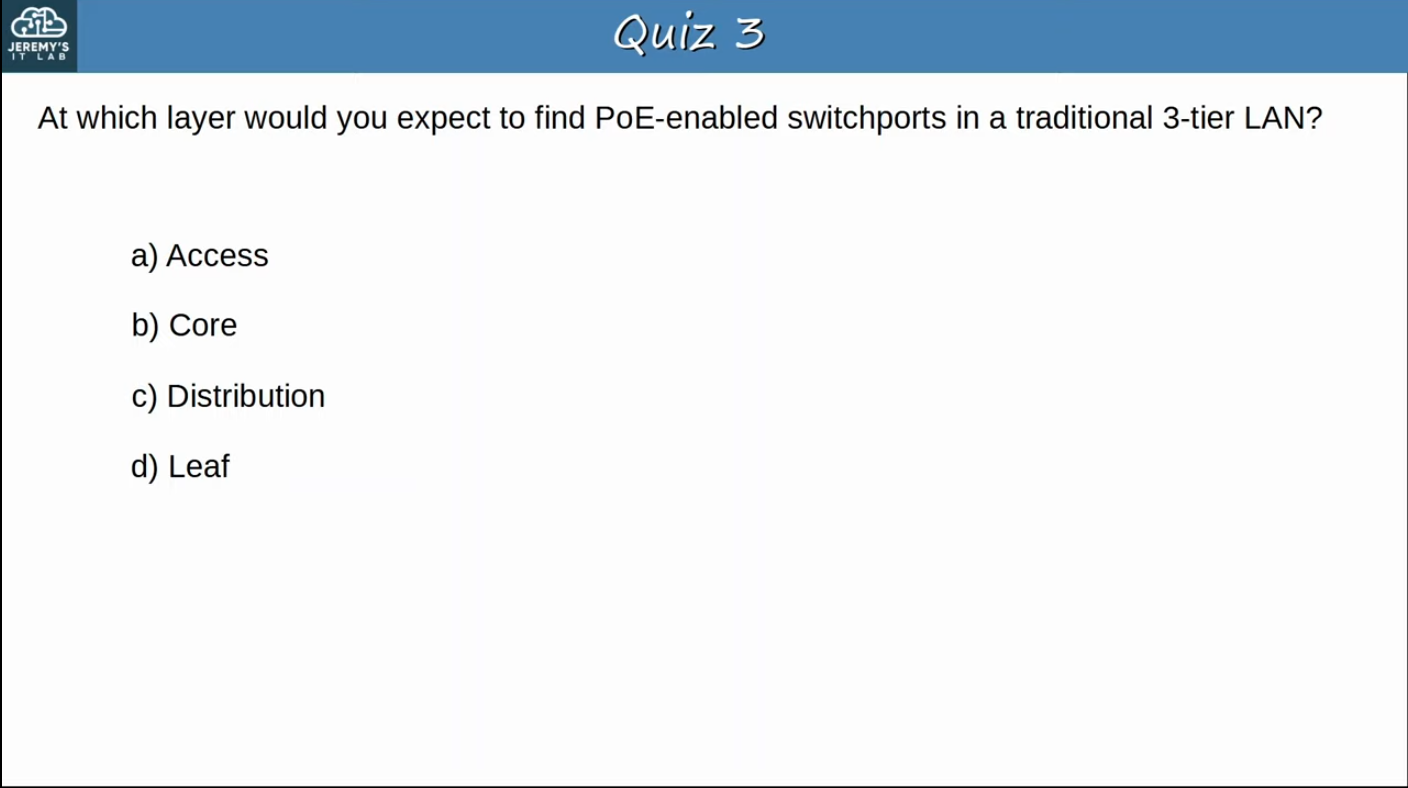 JEREMY'S
IT LAB
Quiz 3
At which layer would you expect to find PoE-enabled switchports in a traditional 3-tier LAN?
a) Access
b) Core
c) Distribution
d) Leaf